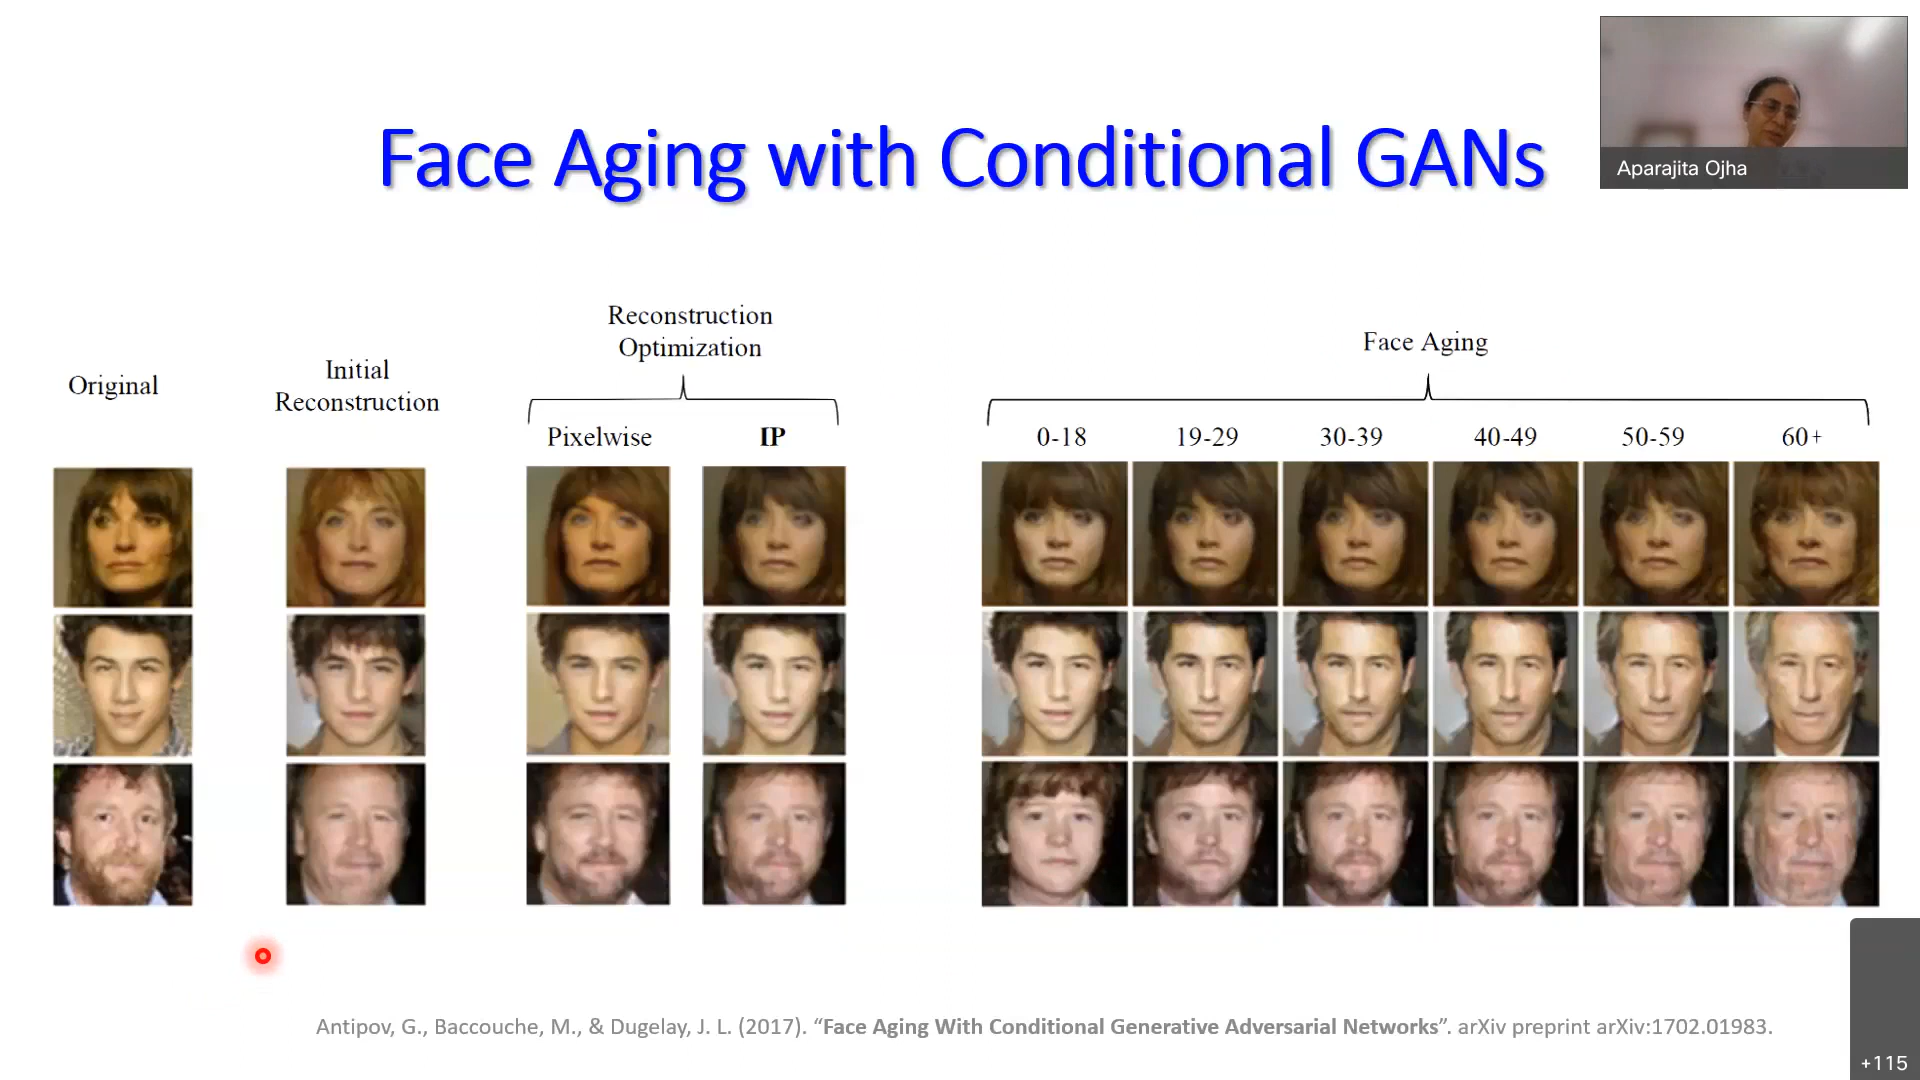 Face Aging with Conditional GANs
Aparajita Ojha
Original
Initial
Reconstruction
Reconstruction
Optimization
Pixelwise
IP
Face Aging
0-18
19-29
30-39
40-49
50-59
60+
Antipov, G., Baccouche, M., & Dugelay, J. L. (2017). “Face Aging With Conditional Generative Adversarial Networks”. arXiv preprint arXiv:1702.01983.
+115